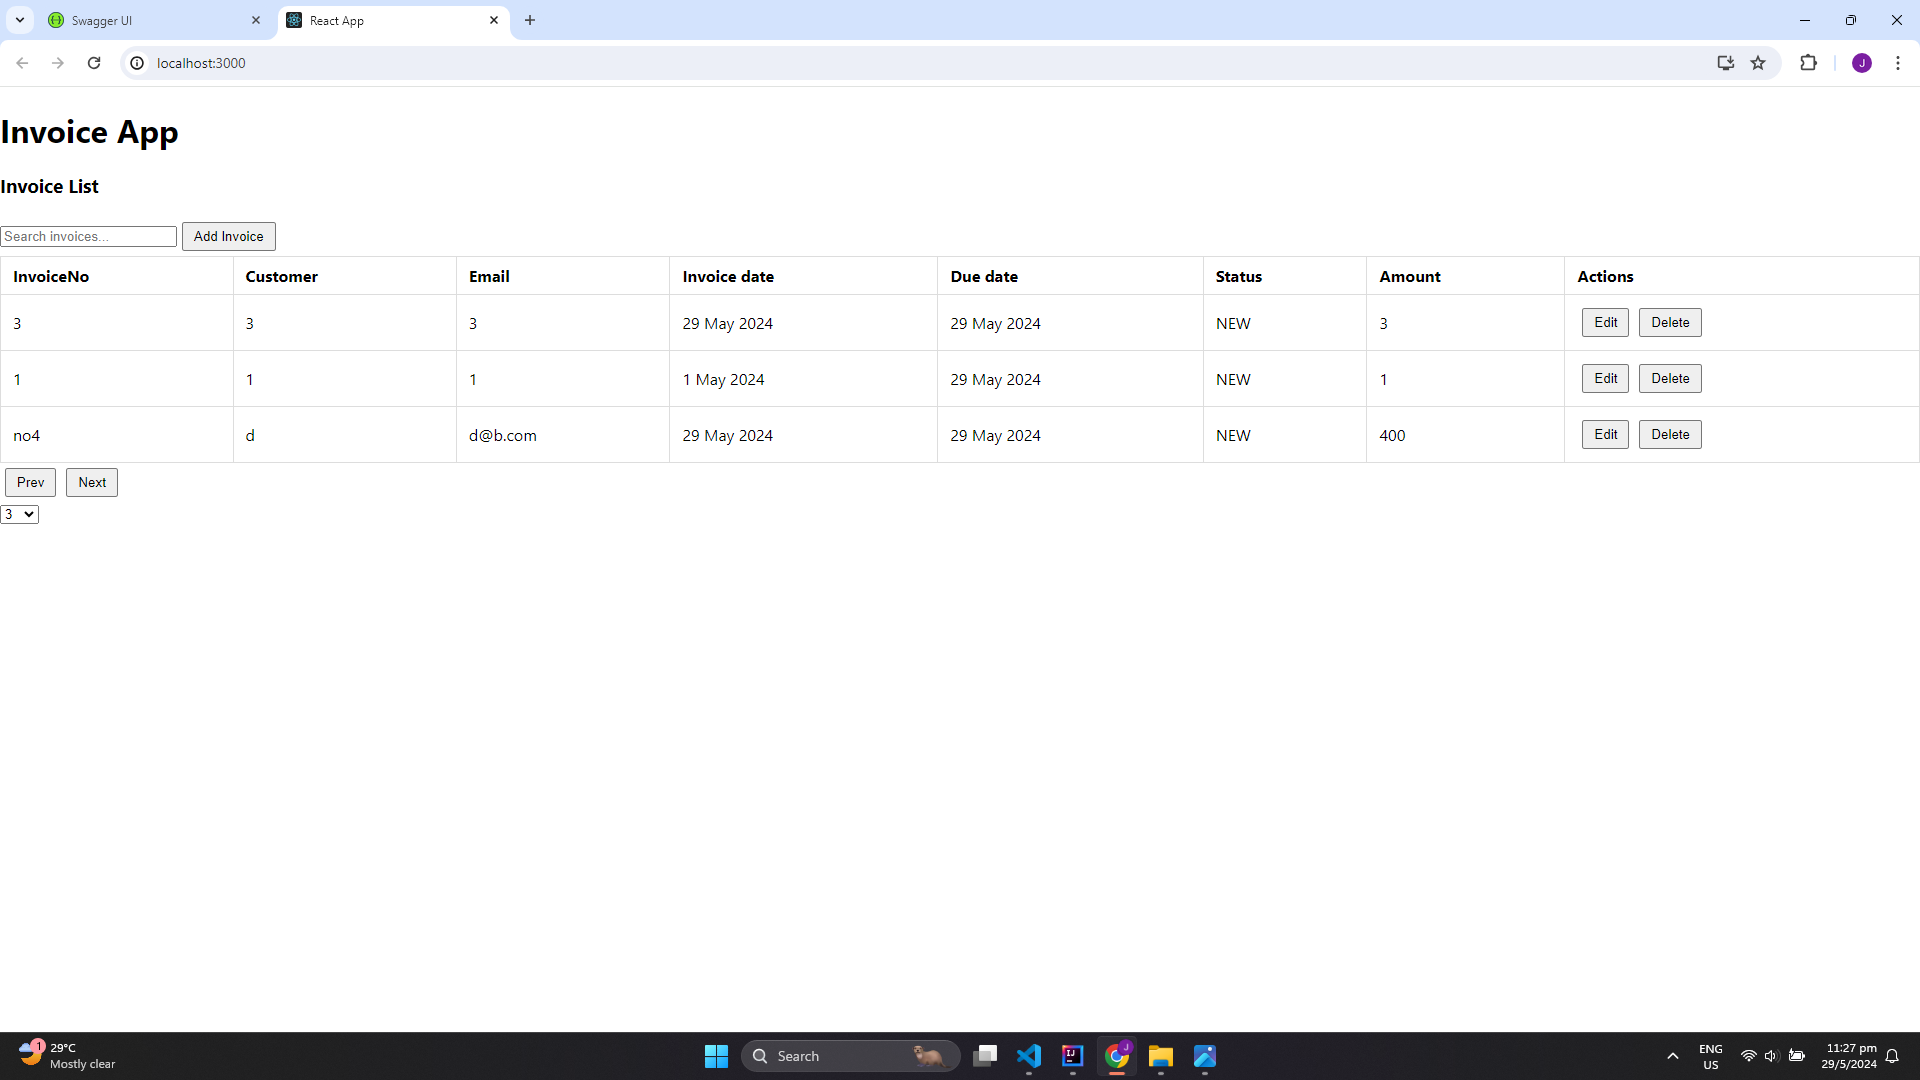 Swagger UI
React App
localhost:3000
J
Invoice App
Invoice List
Search invoices... Add Invoice
InvoiceNo Customer Email Invoice date Due date Status Amount Actions
3 3 3 29 May 2024 29 May 2024 NEW 3 Edit Delete
1 1 1 1 May 2024 29 May 2024 NEW 1 Edit Delete
no4 d d@b.com 29 May 2024 29 May 2024 NEW 400 Edit Delete
Prev Next
3
1
29°C
Mostly clear
Search
IJ
J
ENG
US
11:27 pm
29/5/2024